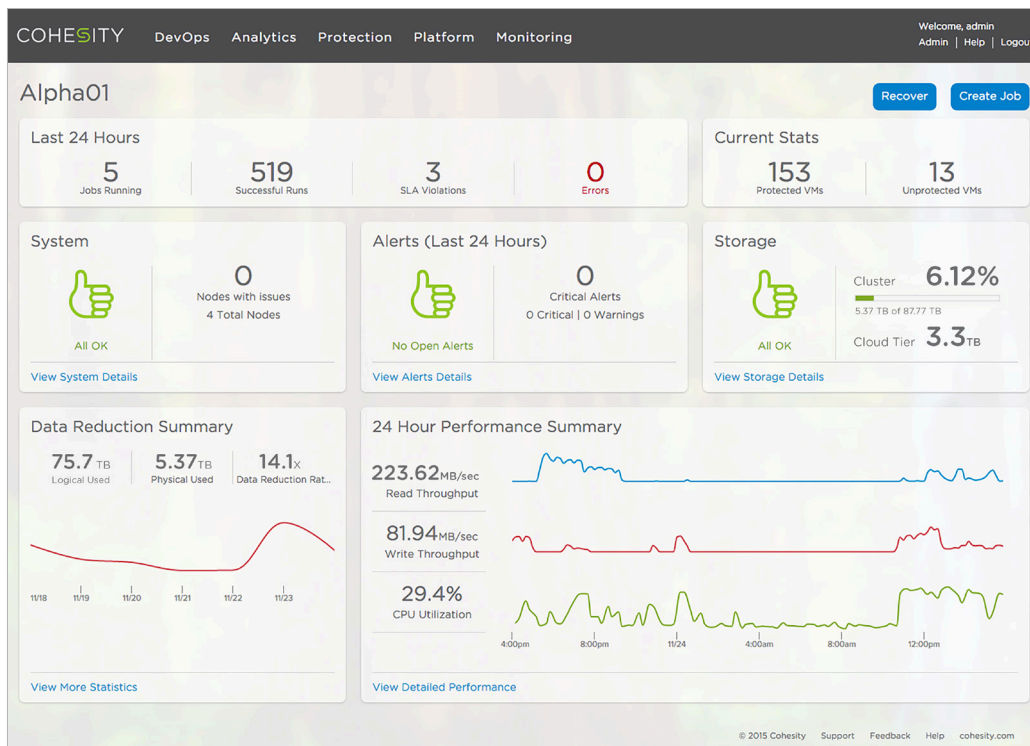 COHESITY DevOps Analytics Protection Platform Monitoring
Welcome, admin
Admin | Help | Logou
Alpha01
Recover Create Job
Last 24 Hours
5 519 3 0
Jobs Running Successful Runs SLA Violations Errors
Current Stats
153 13
Protected VMs Unprotected VMs
System
All OK
0
Nodes with issues
4 Total Nodes
View System Details
Alerts (Last 24 Hours)
No Open Alerts
0
Critical Alerts
0 Critical | 0 Warnings
View Alerts Details
Storage
All OK
Cluster 6.12%
5.37 TB of 87.77 TB
Cloud Tier 3.3TB
View Storage Details
Data Reduction Summary
75.7 TB 5.37TB 14.1X
Logical Used Physical Used Data Reduction Rat...
11/18 11/19 11/20 11/21 11/22 11/23
View More Statistics
24 Hour Performance Summary
223.62MB/sec
Read Throughput
81.94MB/sec
Write Throughput
29.4%
CPU Utilization
4:00pm 8:00pm 11/24 4:00am 8:00am 12:00pm
View Detailed Performance
© 2015 Cohesity Support Feedback Help cohesity.com